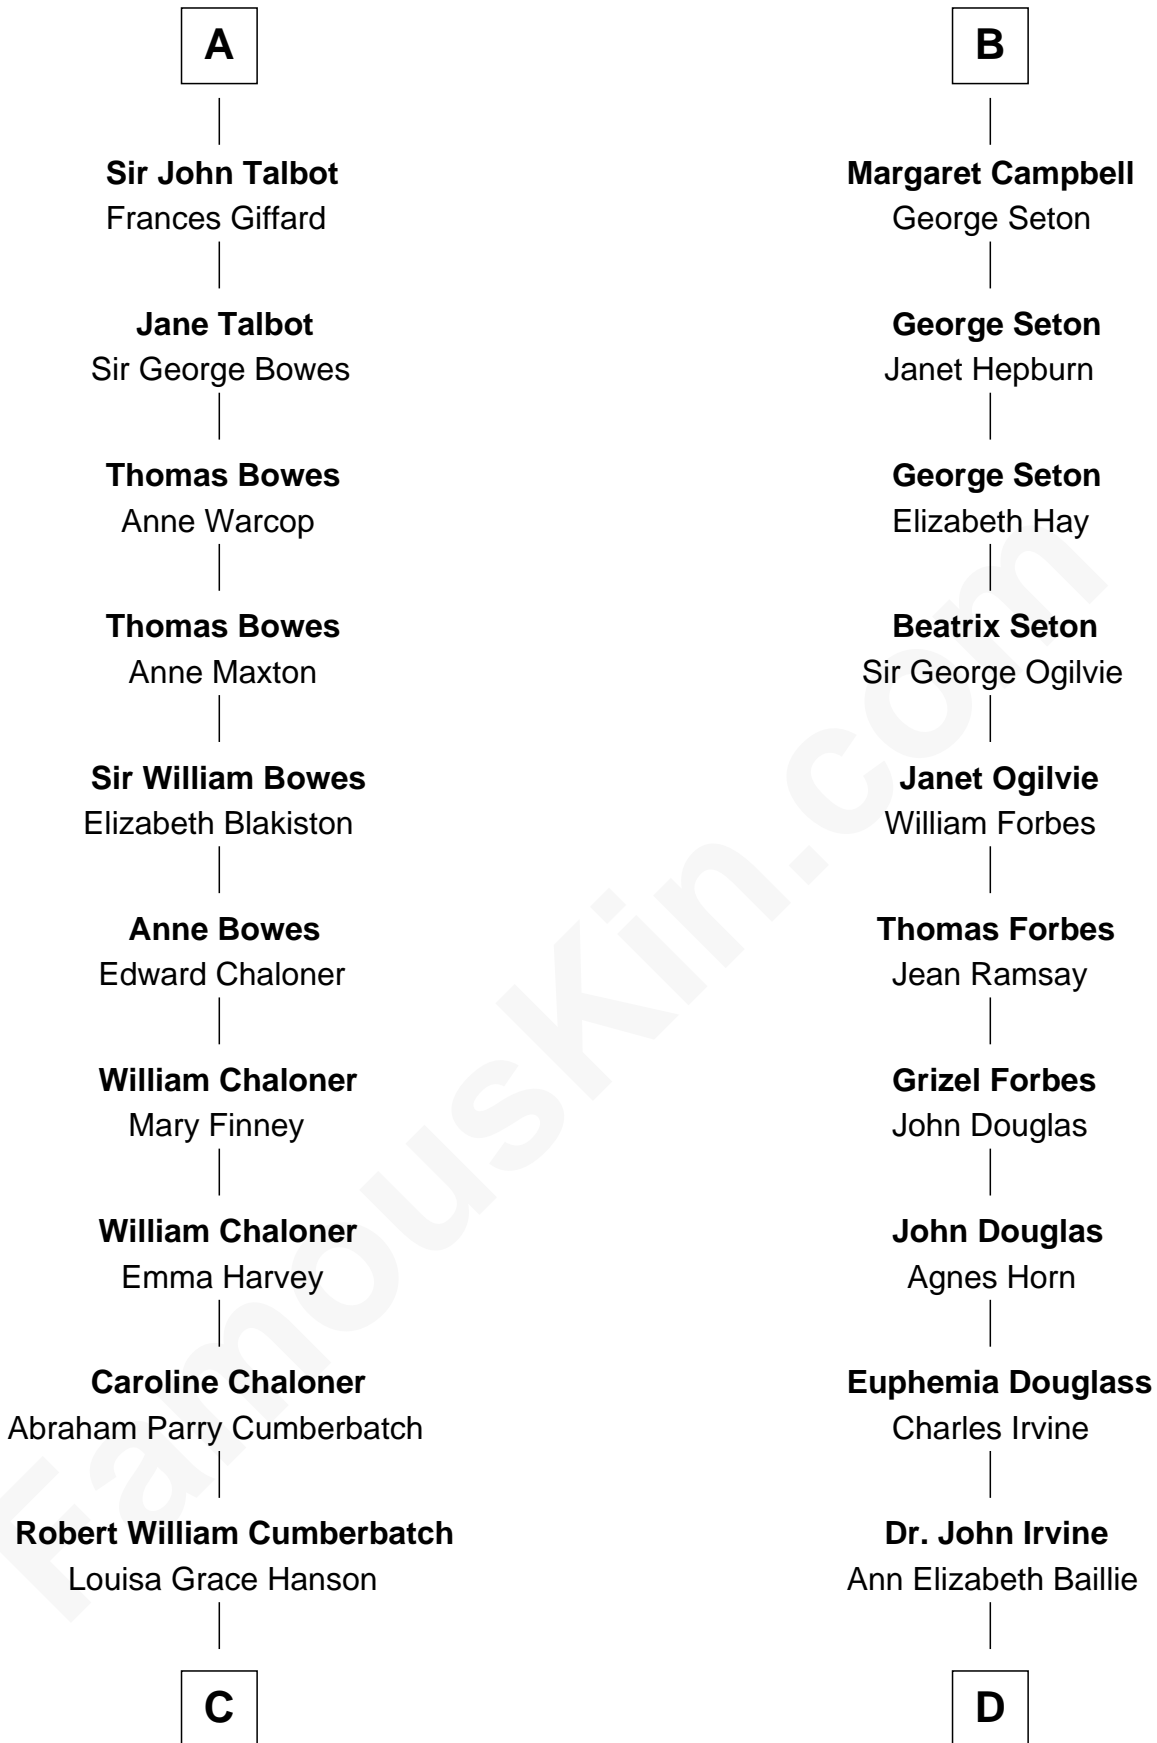 A
Sir John Talbot
Frances Giffard
Jane Talbot
Sir George Bowes
Thomas Bowes
Anne Warcop
Thomas Bowes
Anne Maxton
Sir William Bowes
Elizabeth Blakiston
Anne Bowes
Edward Chaloner
William Chaloner
Mary Finney
William Chaloner
Emma Harvey
Caroline Chaloner
Abraham Parry Cumberbatch
Robert William Cumberbatch
Louisa Grace Hanson
C
B
Margaret Campbell
George Seton
George Seton
Janet Hepburn
George Seton
Elizabeth Hay
Beatrix Seton
Sir George Ogilvie
Janet Ogilvie
William Forbes
Thomas Forbes
Jean Ramsay
Grizel Forbes
John Douglas
John Douglas
Agnes Horn
Euphemia Douglass
Charles Irvine
Dr. John Irvine
Ann Elizabeth Baillie
D
FamousKin.com